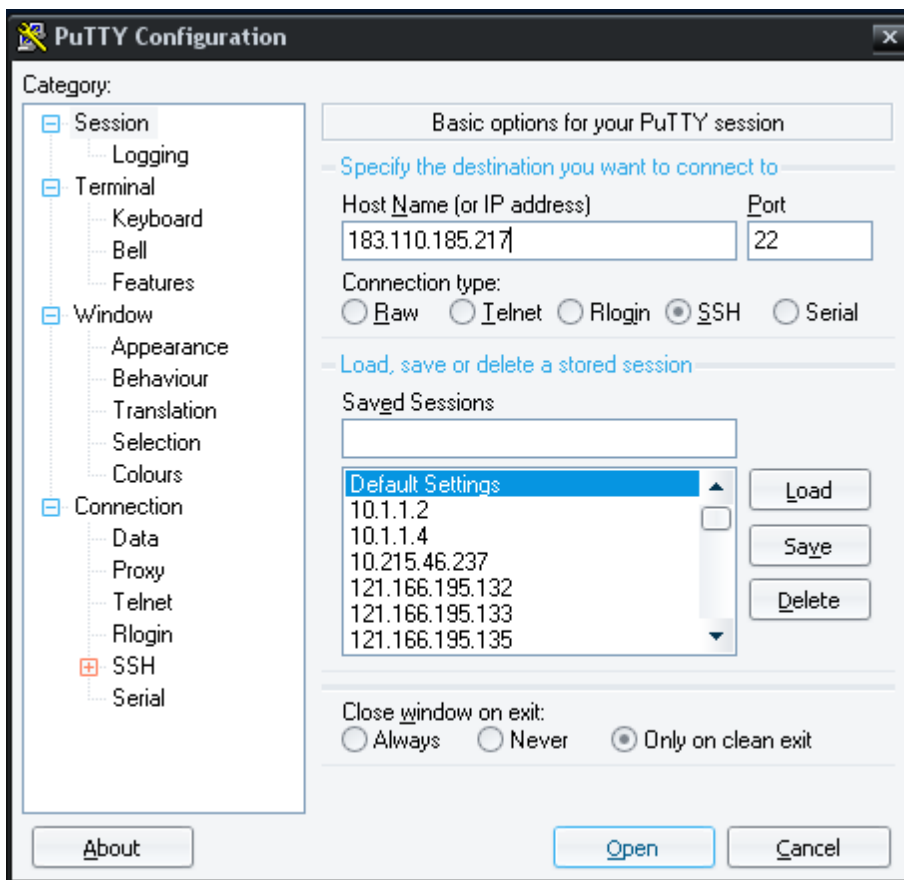 PuTTY Configuration
Category:
Session
Logging
Terminal
Keyboard
Bell
Features
Window
Appearance
Behaviour
Translation
Selection
Colours
Connection
Data
Proxy
Telnet
Rlogin
SSH
Serial
Basic options for your PuTTY session
Specify the destination you want to connect to
Host Name (or IP address) Port
183.110.185.217 22
Connection type:
Raw Telnet Rlogin SSH Serial
Load, save or delete a stored session
Saved Sessions
Default Settings
10.1.1.2
10.1.1.4
10.215.46.237
121.166.195.132
121.166.195.133
121.166.195.135
Load
Save
Delete
Close window on exit:
Always Never Only on clean exit
About Open Cancel